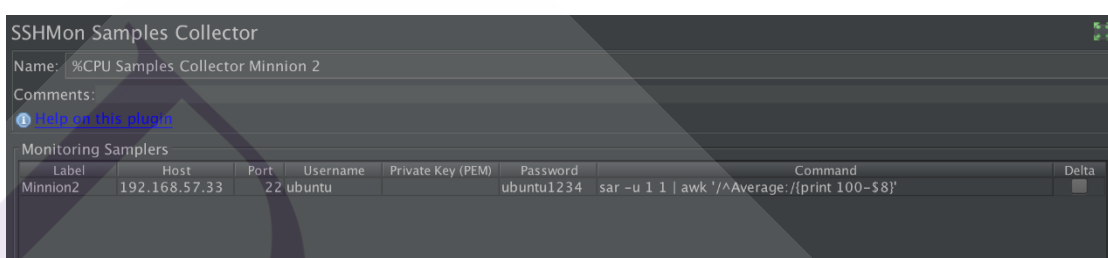 SSHMon Samples Collector
Name: %CPU Samples Collector Minnion 2
Comments:
Help on this plugin
Monitoring Samplers
Label Host Port Username Private Key (PEM) Password Command Delta
Minnion2 192.168.57.33 22 ubuntu ubuntu1234 sar -u 1 1 | awk '/^Average:/{print 100-$8}'